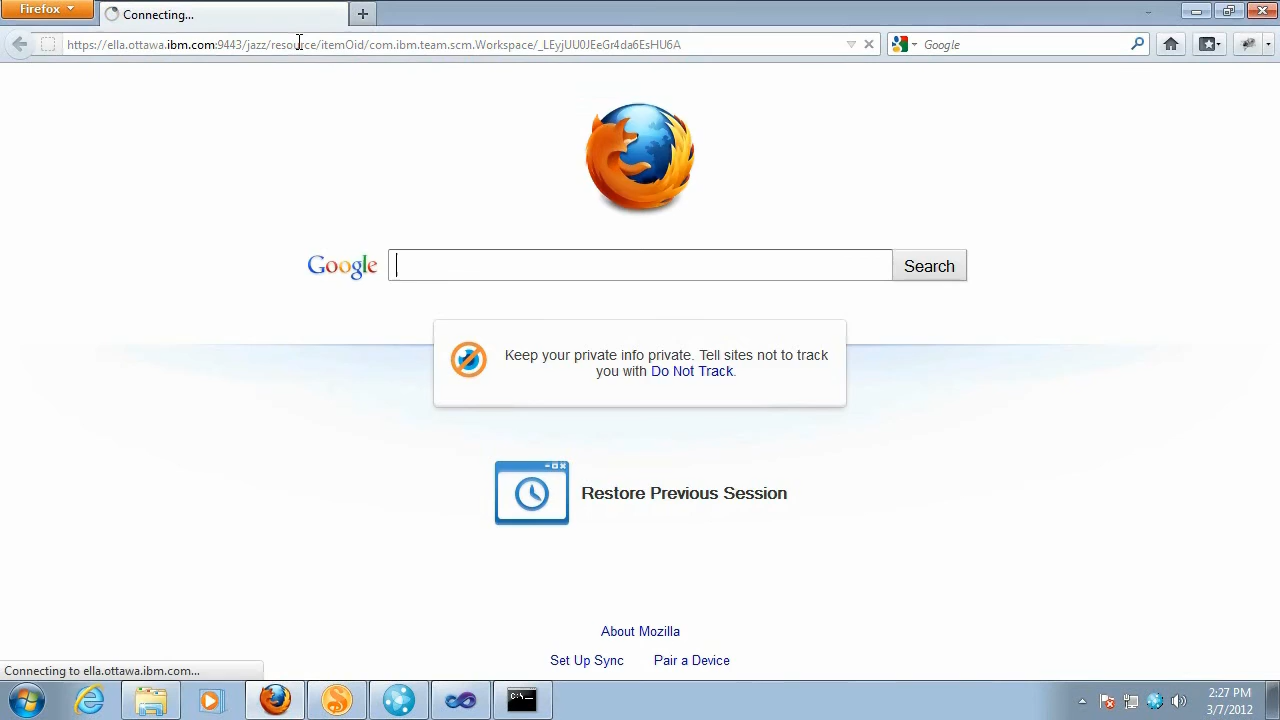 Firefox
Connecting...
https://ella.ottawa.ibm.com:9443/jazz/resource/itemOid/com.ibm.team.scm.Workspace/_LEyjUU0JEeGr4da6EsHU6A
Google
Google
Search
Keep your private info private. Tell sites not to track
you with Do Not Track.
Restore Previous Session
About Mozilla
Set Up Sync
Pair a Device
Connecting to ella.ottawa.ibm.com...
C:\...
2:27 PM
3/7/2012